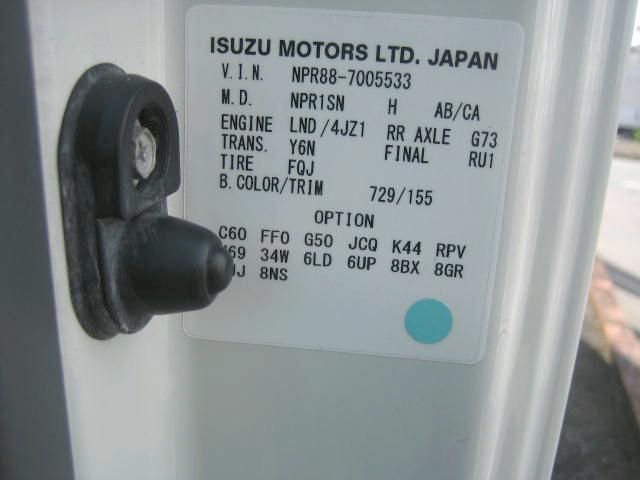 ISUZU MOTORS LTD. JAPAN
V.I.N. NPR88-7005533
M.D. NPR1SN H AB/CA
ENGINE LND/4JZ1 RR AXLE G73
TRANS. Y6N FINAL RU1
TIRE FQJ
B.COLOR/TRIM 729/155
OPTION
C60 FF0 G50 JCQ K44 RPV
34W 6LD 6UP 8BX 8GR
8NS